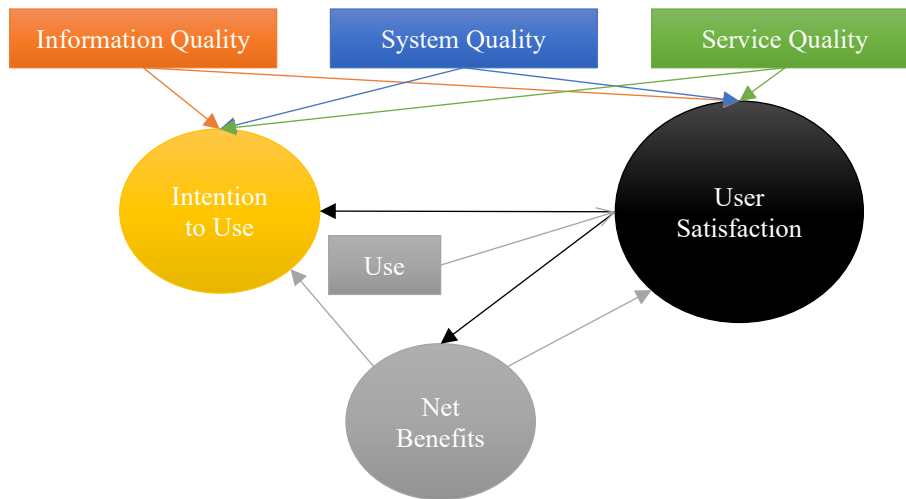 Information Quality
System Quality
Service Quality
Intention
to Use
User
Satisfaction
Use
Net
Benefits